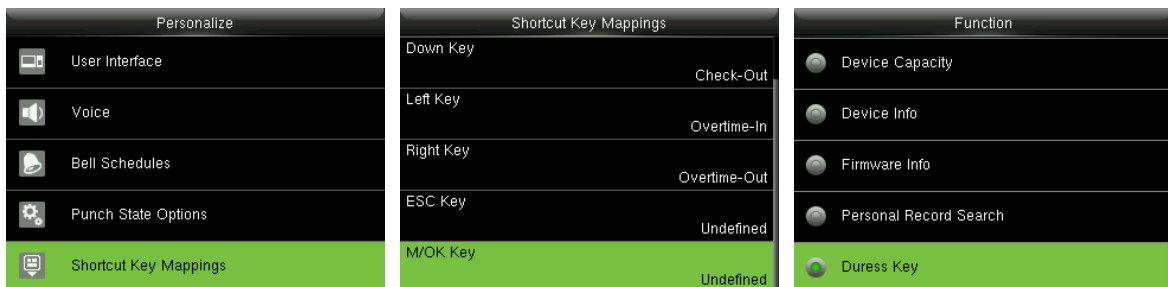 Personalize
User Interface
Voice
Bell Schedules
Punch State Options
Shortcut Key Mappings
Shortcut Key Mappings
Down Key
Check-Out
Left Key
Overtime-In
Right Key
Overtime-Out
ESC Key
Undefined
M/OK Key
Undefined
Function
Device Capacity
Device Info
Firmware Info
Personal Record Search
Duress Key